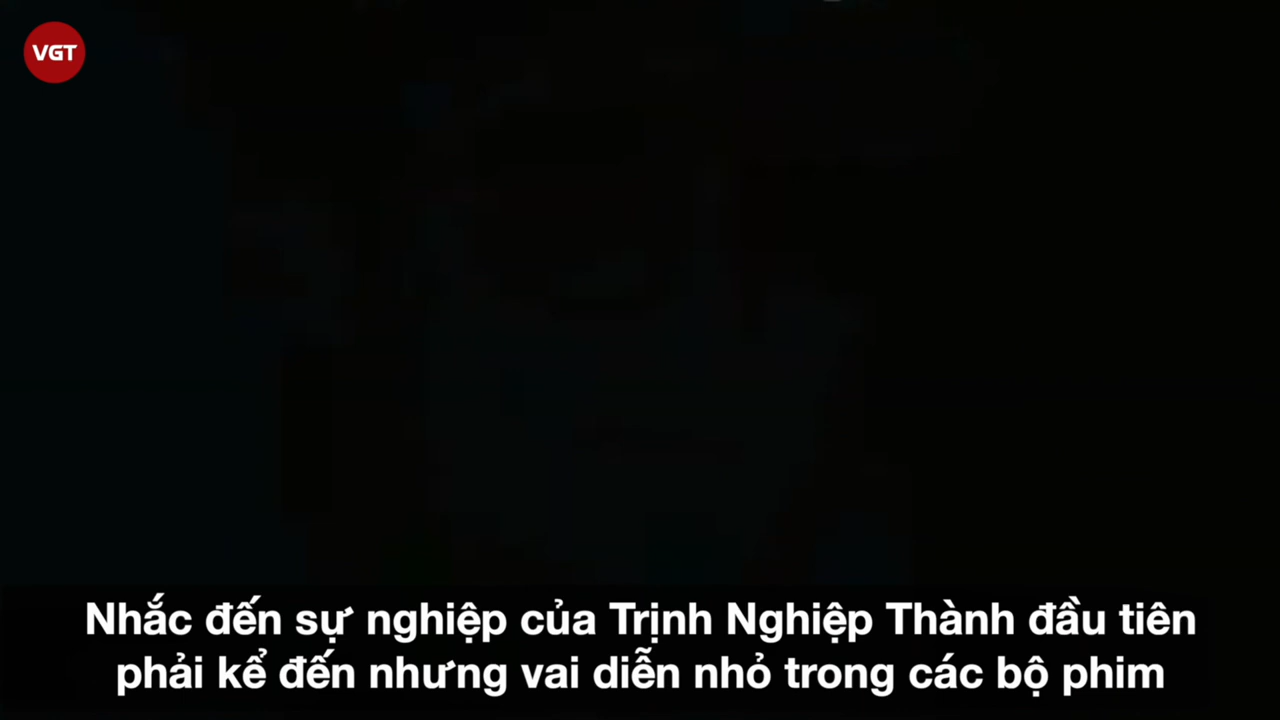 VGT
Nhắc đến sự nghiệp của Trịnh Nghiệp Thành đầu tiên
phải kể đến nhưng vai diễn nhỏ trong các bộ phim